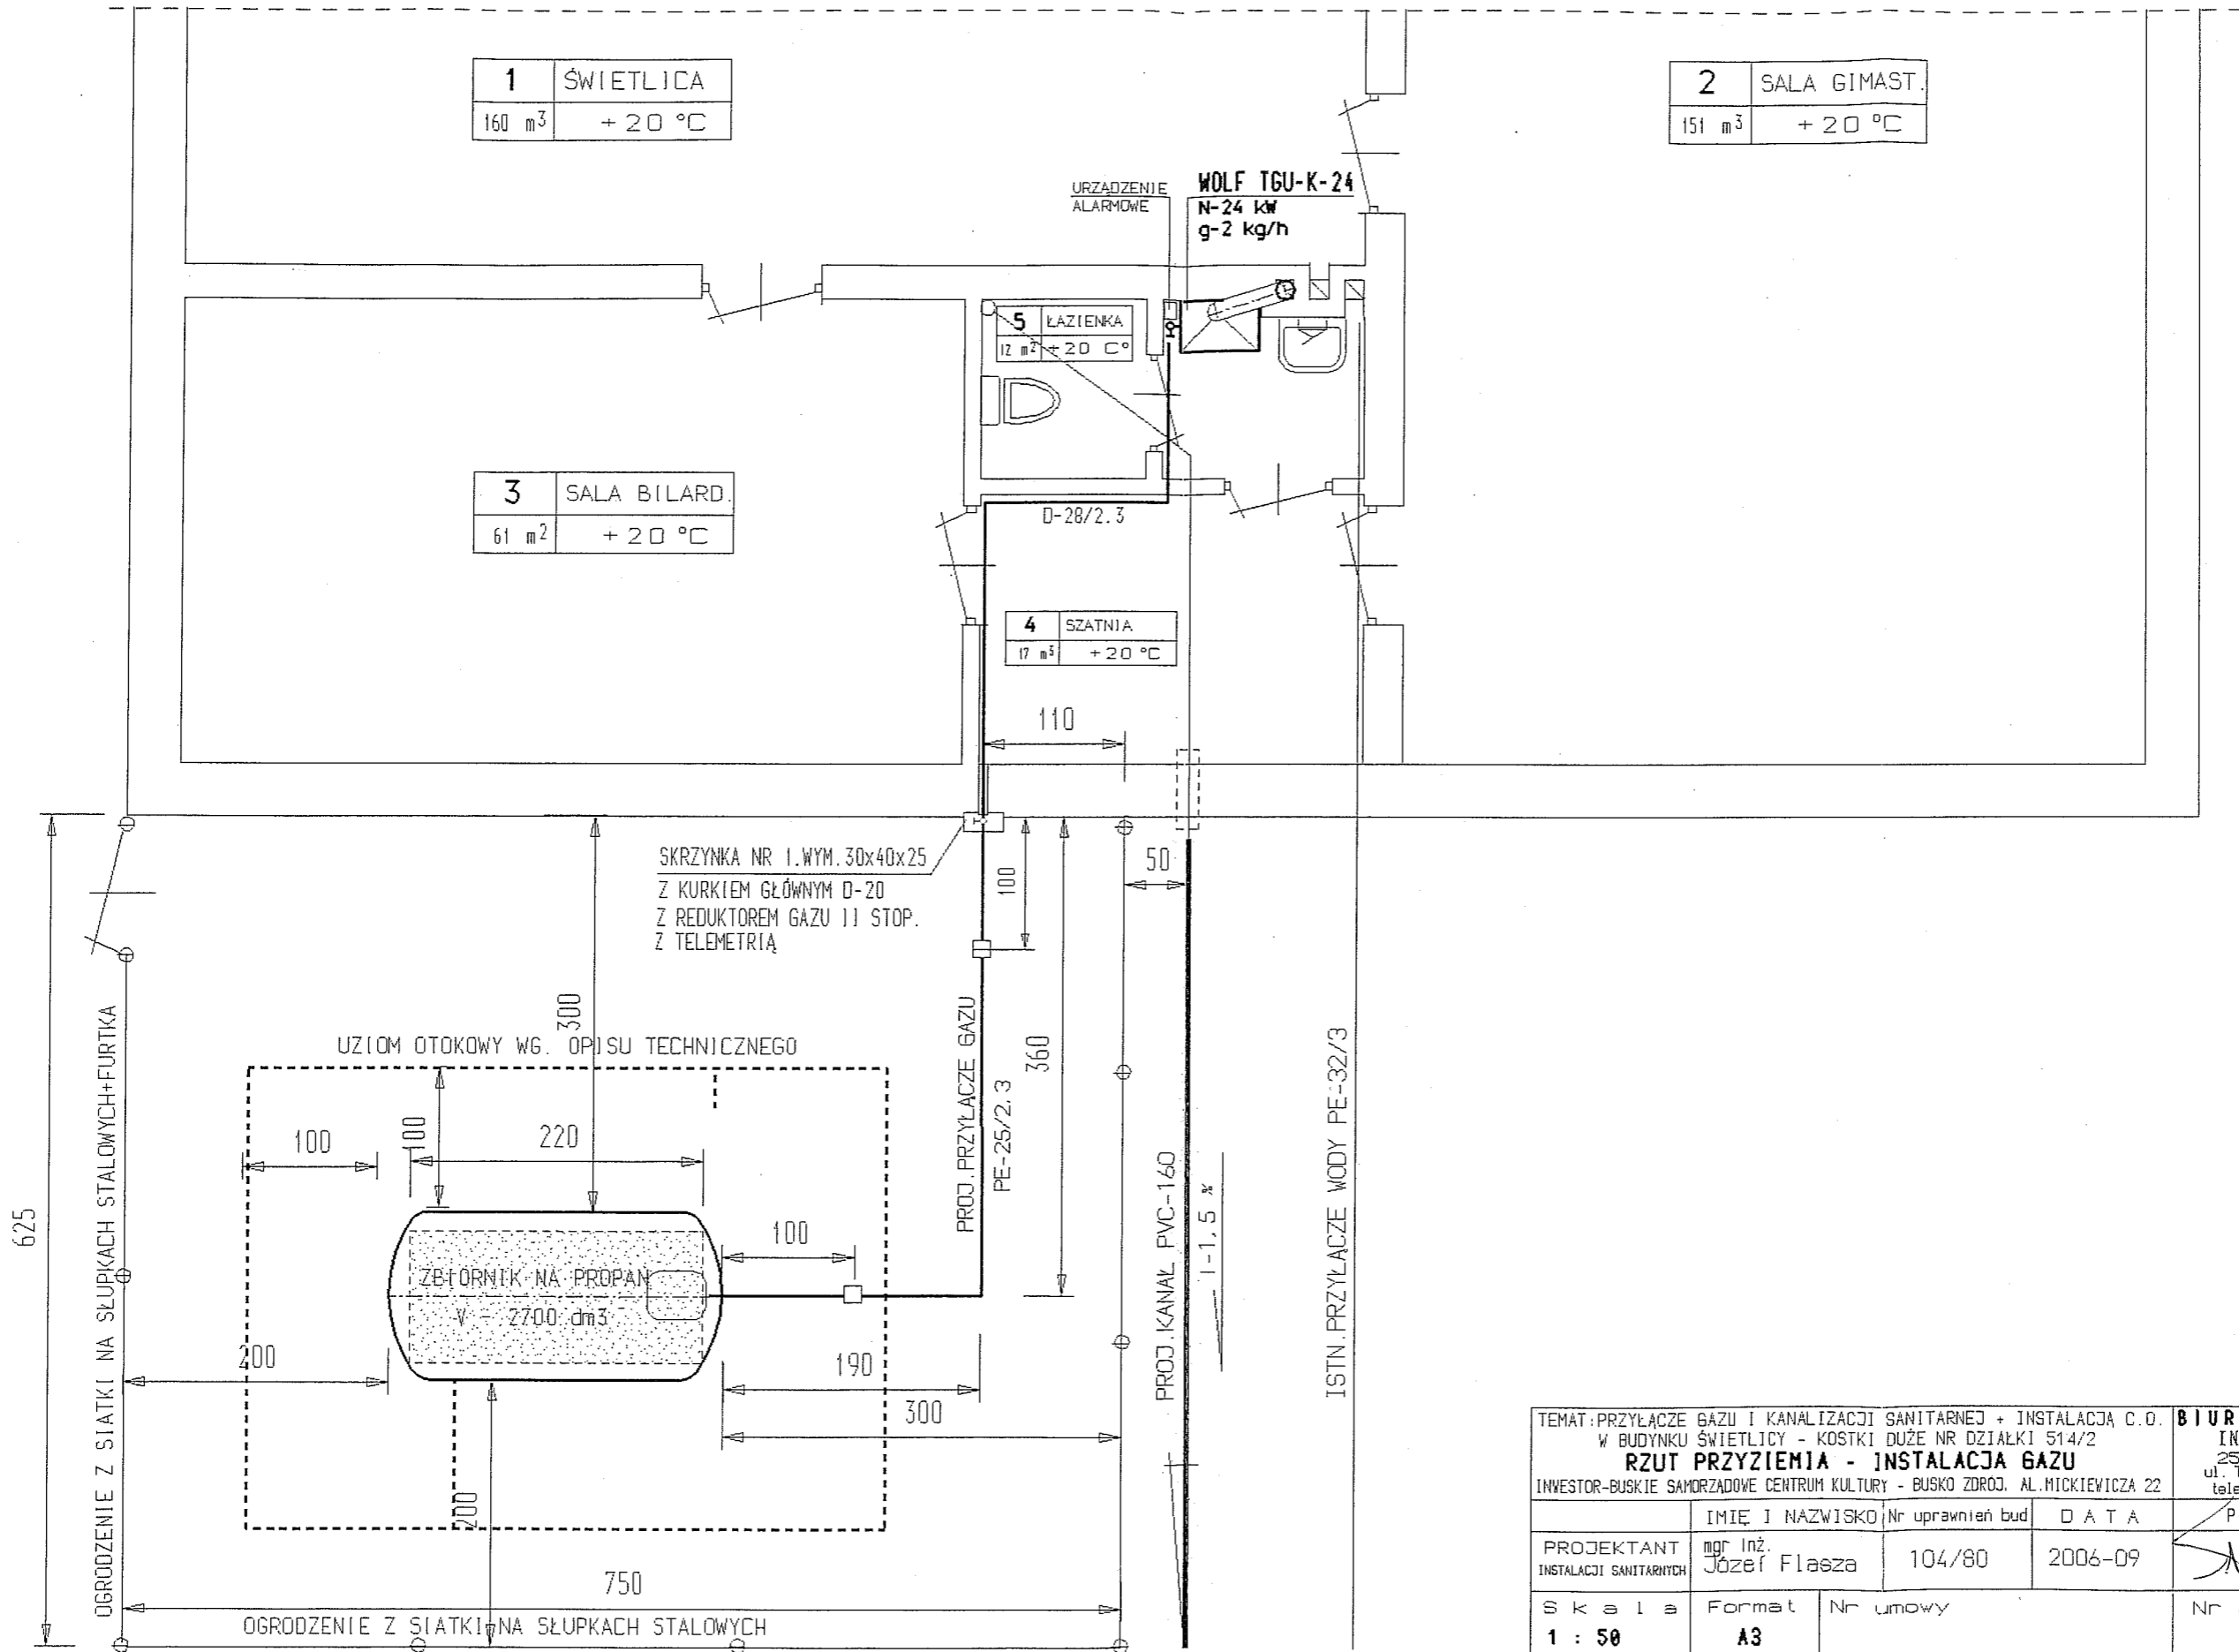 1 ŚWIETLICA
160 m³ +20 °C
2 SALA GIMAST.
151 m³ +20 °C
URZĄDZENIE
ALARMOWE
WOLF TGU-K-24
N-24 kW
g-2 kg/h
5 ŁAZIENKA
12 m² +20 C°
3 SALA BILARD.
61 m² +20 °C
D-28/2.3
4 SZATNIA
17 m³ +20 °C
110
SKRZYNKA NR 1.WYM.30x40x25
Z KURKIEM GŁÓWNYM D-20
Z REDUKTOREM GAZU II STOP.
Z TELEMETRIĄ
100
50
300
360
625
OGRODZENIE Z SIATKI NA SŁUPKACH STALOWYCH+FURTKA
UZIOM OTOKOWY WG. OPISU TECHNICZNEGO
PROJ.PRZYŁĄCZE GAZU
PE-25/2,3
100
100
220
100
ZBIORNIK NA PROPAN
V - 2700 dm3
200
190
300
200
750
OGRODZENIE Z SIATKI NA SŁUPKACH STALOWYCH
PROJ.KANAŁ PVC-160
i-1,5 %
ISTN.PRZYŁĄCZE WODY PE-32/3
TEMAT:PRZYŁĄCZE GAZU I KANALIZACJI SANITARNEJ + INSTALACJĄ C.O.
W BUDYNKU ŚWIETLICY - KOSTKI DUŻE NR DZIAŁKI 514/2
RZUT PRZYZIEMIA - INSTALACJA GAZU
INWESTOR-BUSKIE SAMORZĄDOWE CENTRUM KULTURY - BUSKO ZDRÓJ, AL.MICKIEWICZA 22
BIUR
IN
25
ul.
tele
IMIĘ I NAZWISKO Nr uprawnień bud DATA P
PROJEKTANT
INSTALACJI SANITARNYCH
mgr inż.
Józef Flasza
104/80 2006-09
Skala Format Nr umowy Nr
1 : 50 A3